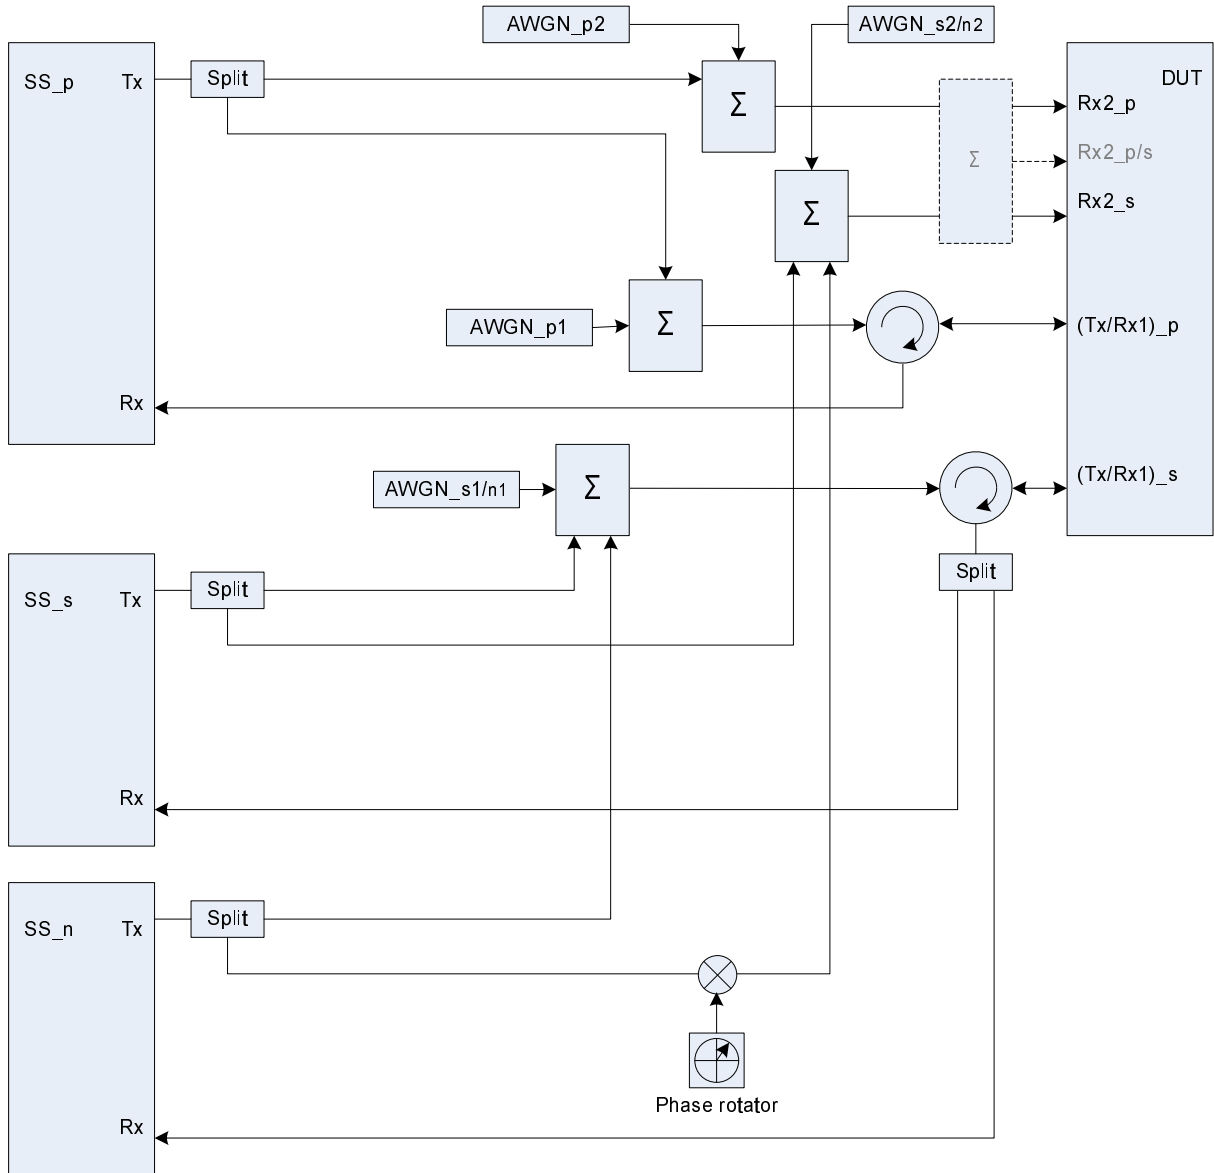 AWGN_p2
AWGN_s2/n2
SS_p
Tx
Split
Σ
DUT
Rx2_p
Σ
Rx2_p/s
Σ
Rx2_s
AWGN_p1
Σ
(Tx/Rx1)_p
Rx
AWGN_s1/n1
Σ
(Tx/Rx1)_s
SS_s
Tx
Split
Split
Rx
SS_n
Tx
Split
Phase rotator
Rx